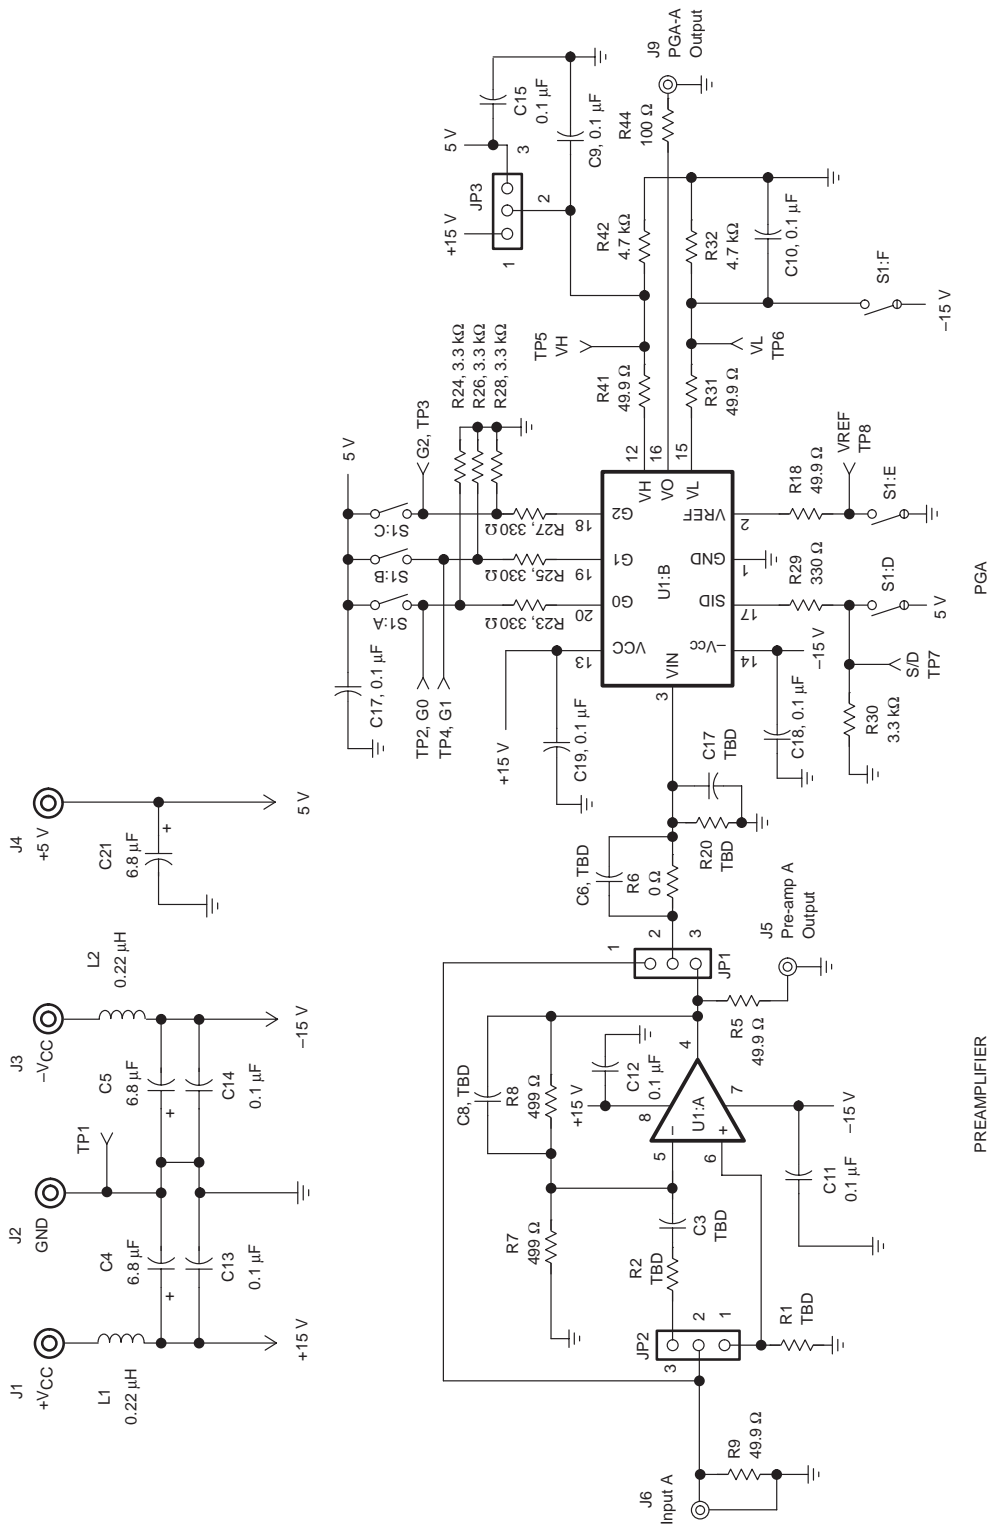 J1
+VCC
L1
0.22 µH
+15 V
C4
6.8 µF
+
C13
0.1 µF
J2
GND
TP1
C5
6.8 µF
+
C14
0.1 µF
J3
–VCC
L2
0.22 µH
–15 V
J4
+5 V
C21
6.8 µF
+
5 V
J6
Input A
R9
49.9 Ω
JP2
3
2
1
R1
TBD
R2
TBD
C3
TBD
R7
499 Ω
C8, TBD
R8
499 Ω
+15 V
C12
0.1 µF
8
5
–
U1:A
+
6
4
7
–15 V
C11
0.1 µF
R5
49.9 Ω
J5
Pre-amp A
Output
JP1
1
2
3
C6, TBD
R6
0 Ω
R20
TBD
C17
TBD
PREAMPLIFIER
C17, 0.1 µF
5 V
S1:A
S1:B
S1:C
TP2, G0
TP4, G1
G2, TP3
R24, 3.3 kΩ
R26, 3.3 kΩ
R28, 3.3 kΩ
R23, 330Ω
R25, 330Ω
R27, 330Ω
+15 V
C19, 0.1 µF
13
20
19
18
VCC
G0
G1
G2
3
VIN
U1:B
VH
VO
VL
12
16
15
–Vcc
SID
GND
VREF
14
17
1
2
C18, 0.1 µF
–15 V
R29
330 Ω
R30
3.3 kΩ
S/D
TP7
S1:D
5 V
R18
49.9 Ω
VREF
TP8
S1:E
R41
49.9 Ω
TP5
VH
R42
4.7 kΩ
R31
49.9 Ω
VL
TP6
R32
4.7 kΩ
C10, 0.1 µF
S1:F
–15 V
+15 V
JP3
1
2
3
5 V
C15
0.1 µF
C9, 0.1 µF
R44
100 Ω
J9
PGA-A
Output
PGA